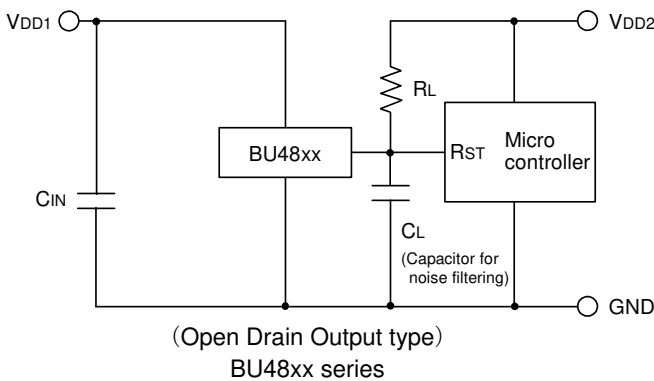 VDD1
VDD2
RL
BU48xx
RST
Micro
controller
CIN
CL
(Capacitor for
noise filtering)
GND
（Open Drain Output type）
BU48xx series